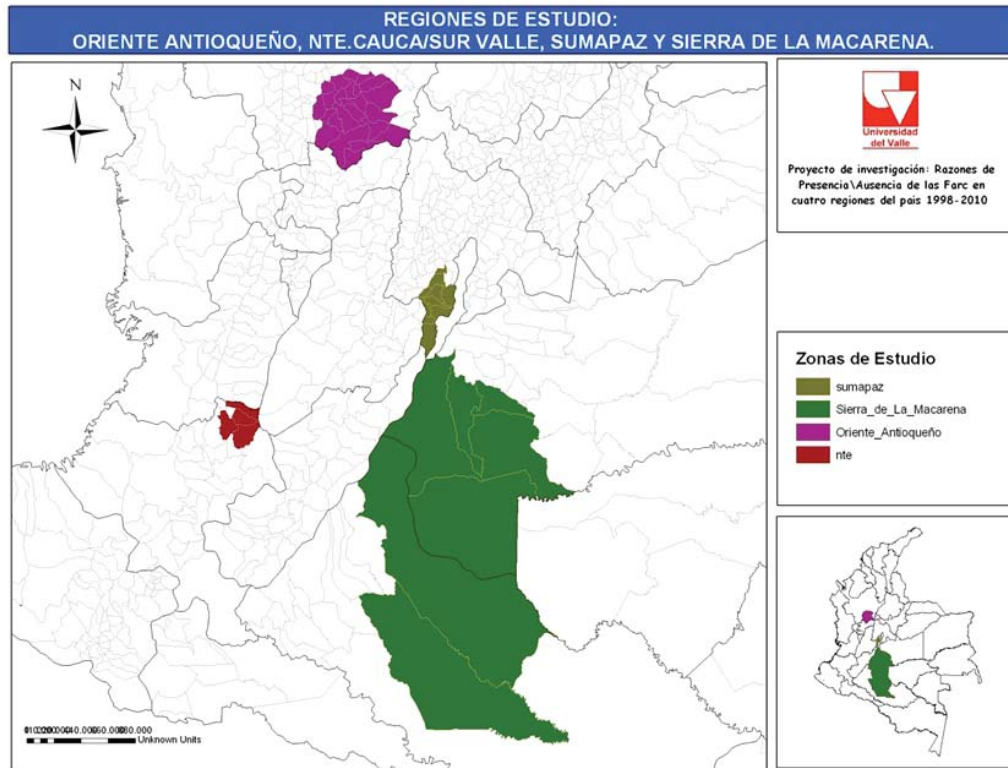 REGIONES DE ESTUDIO:
ORIENTE ANTIOQUEÑO, NTE.CAUCA/SUR VALLE, SUMAPAZ Y SIERRA DE LA MACARENA.
N
Universidad
del Valle
Proyecto de investigación: Razones de
Presencia\Ausencia de las Farc en
cuatro regiones del pais 1998-2010
Zonas de Estudio
sumapaz
Sierra_de_La_Macarena
Oriente_Antioqueño
nte
Unknown Units